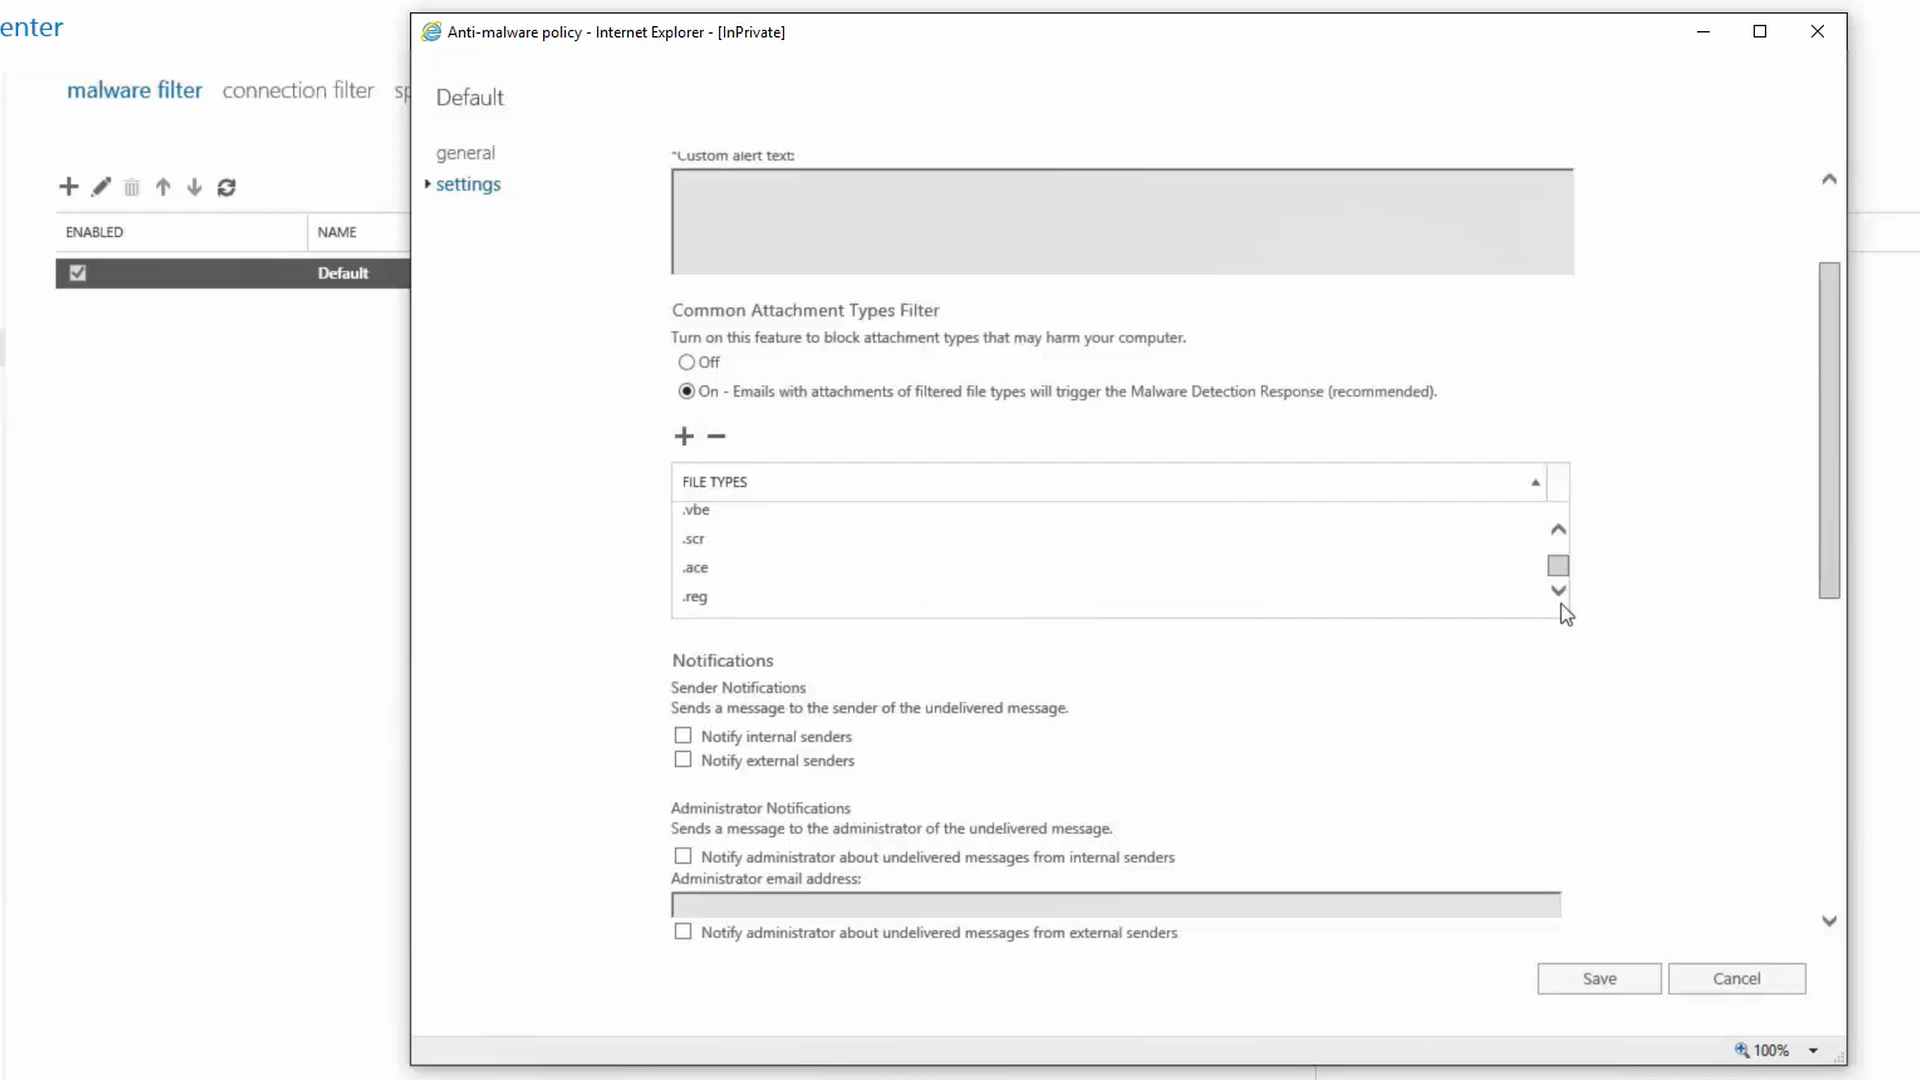 enter
Anti-malware policy - Internet Explorer - [InPrivate]
malware filter connection filter sp
Default
general
settings
ENABLED NAME
Default
*Custom alert text:
Common Attachment Types Filter
Turn on this feature to block attachment types that may harm your computer.
Off
On - Emails with attachments of filtered file types will trigger the Malware Detection Response (recommended).
FILE TYPES
.vbe
.scr
.ace
.reg
Notifications
Sender Notifications
Sends a message to the sender of the undelivered message.
Notify internal senders
Notify external senders
Administrator Notifications
Sends a message to the administrator of the undelivered message.
Notify administrator about undelivered messages from internal senders
Administrator email address:
Notify administrator about undelivered messages from external senders
Save Cancel
100%